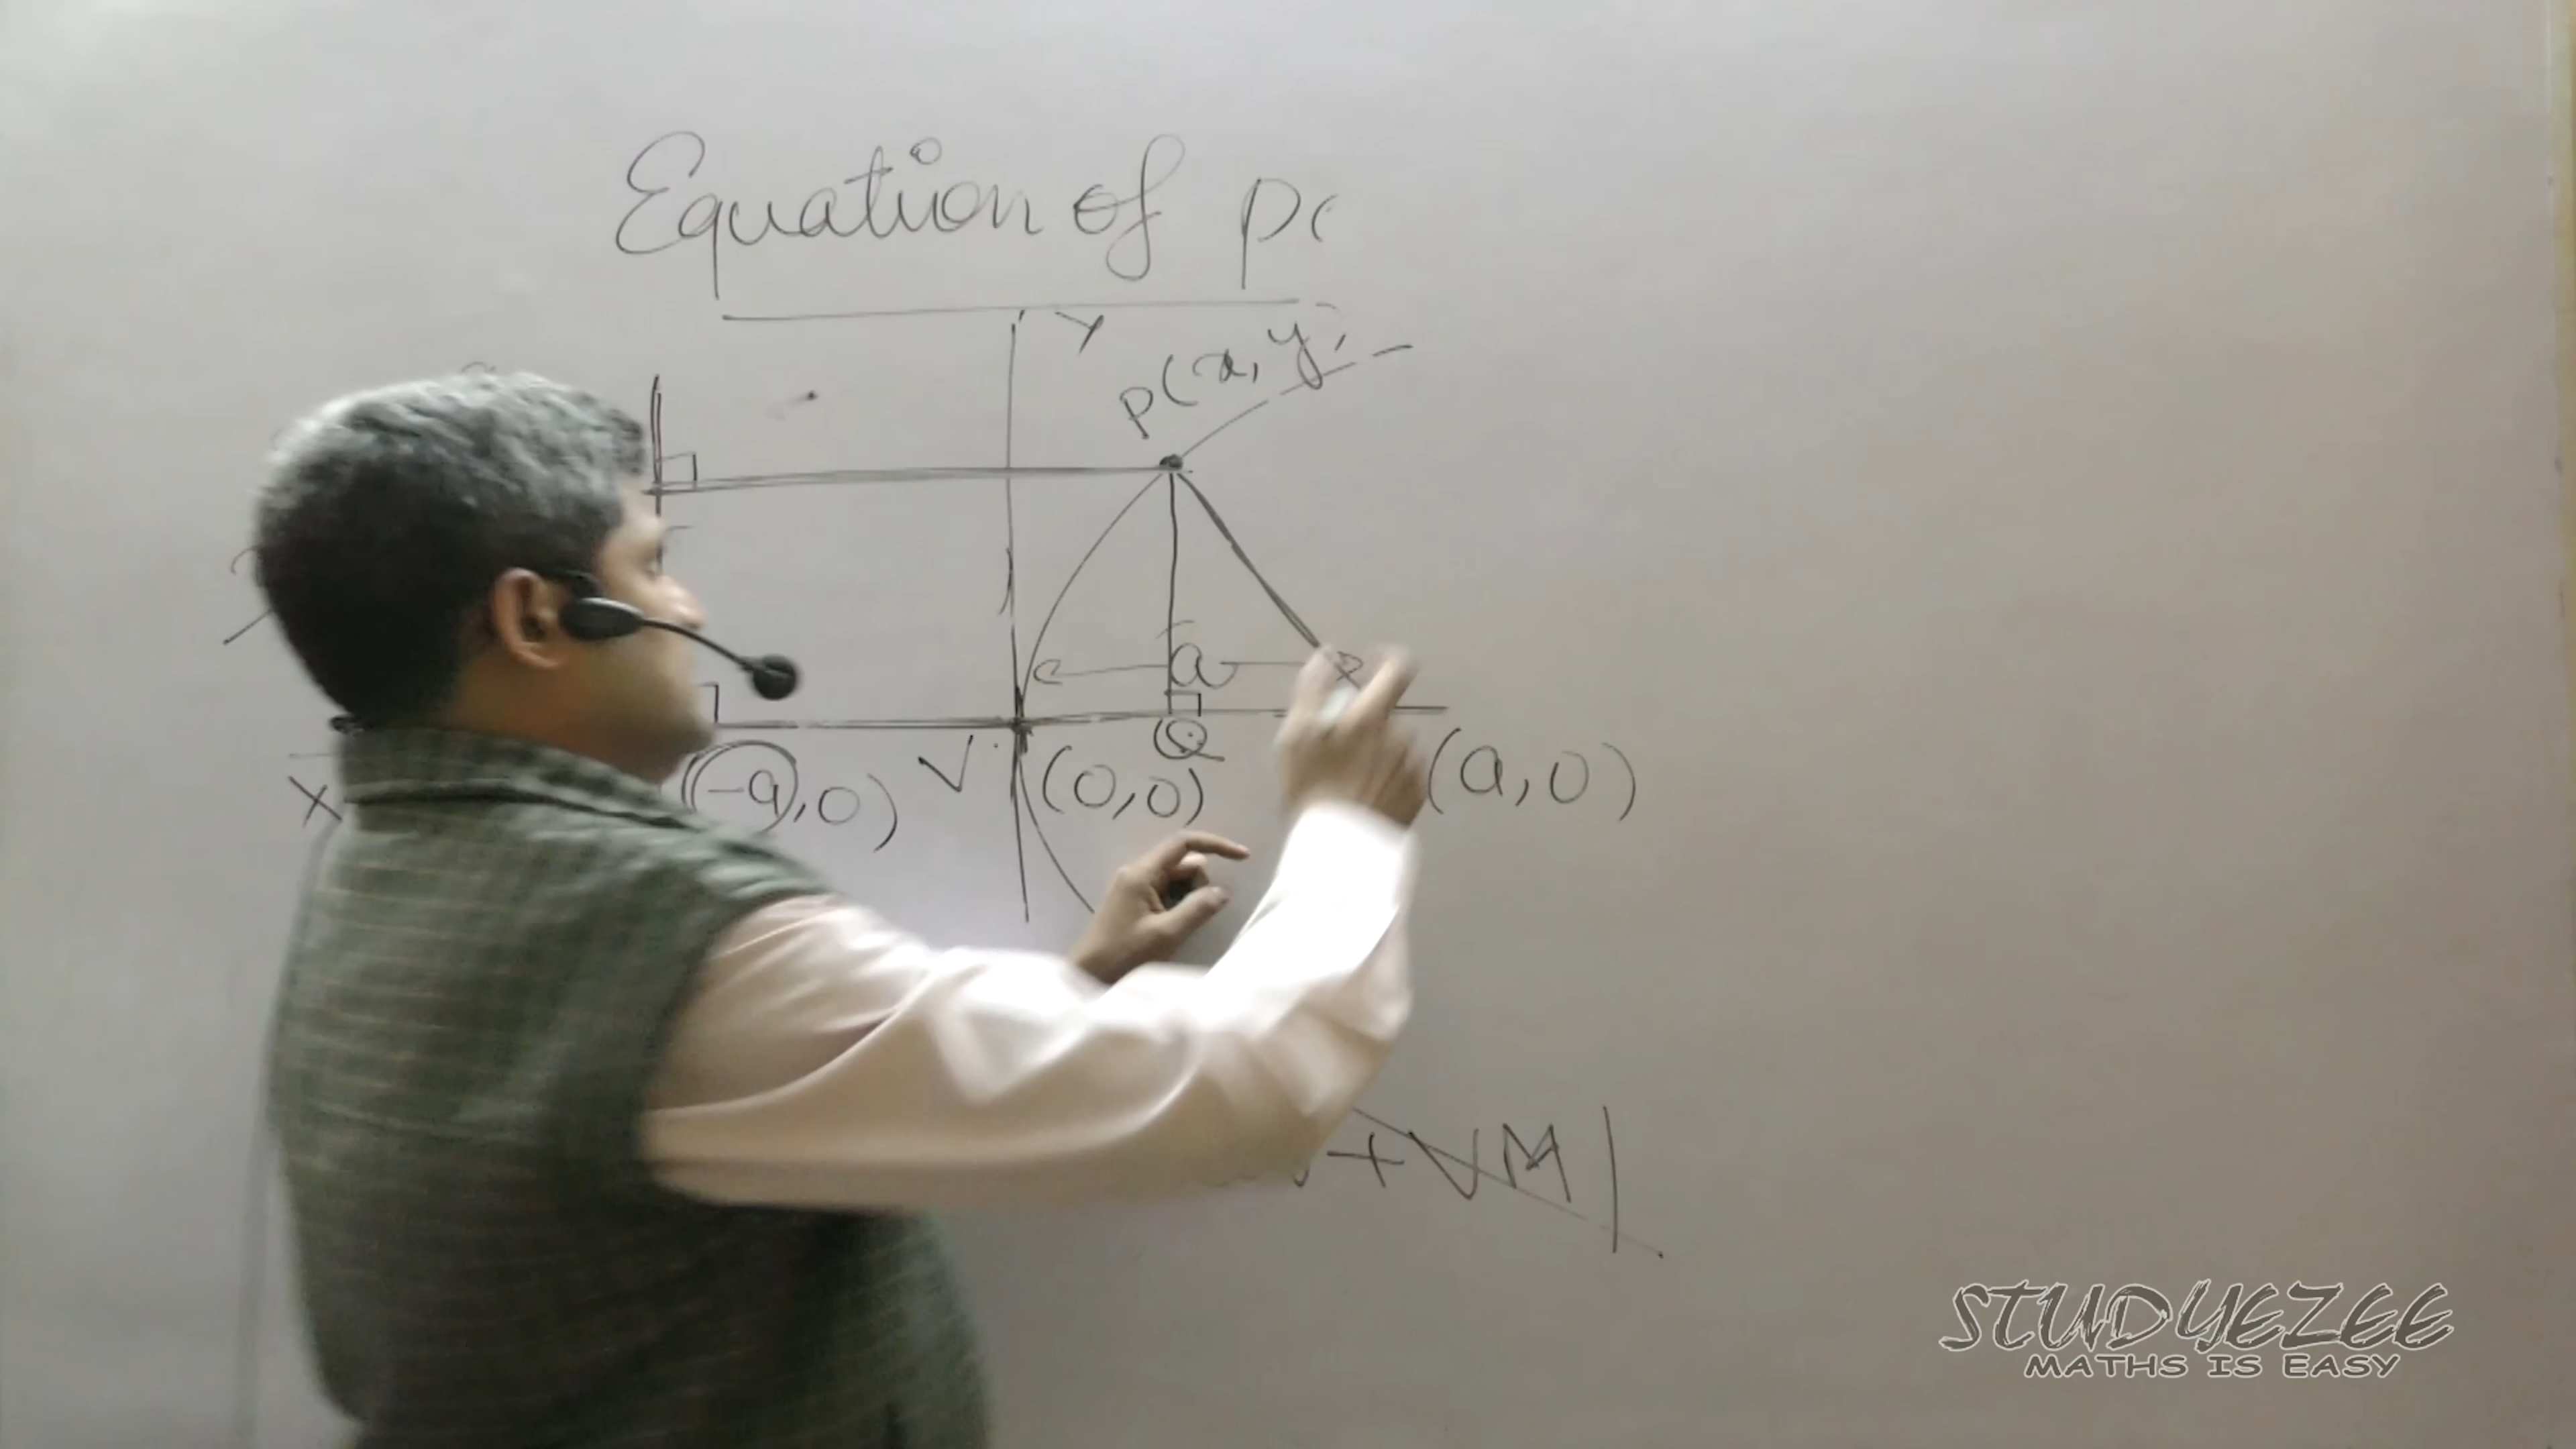 Equation of
Y
P(x, y)
a
Q
X
(-a, 0)
V
(0,0)
(a, 0)
+ VM
STUDYEZEE
MATHS IS EASY